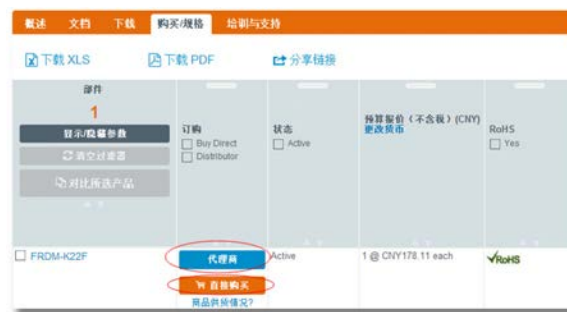 概述 文档 下载 购买/规格 培训与支持
下载 XLS 下载 PDF 分享链接
部件
1
显示/隐藏参数
清空过滤器
对比所选产品
订购
Buy Direct
Distributor
状态
Active
预算报价（不含税）(CNY)
更改货币
RoHS
Yes
FRDM-K22F
代理商
直接购买
商品供货情况?
Active
1 @ CNY178.11 each
RoHS